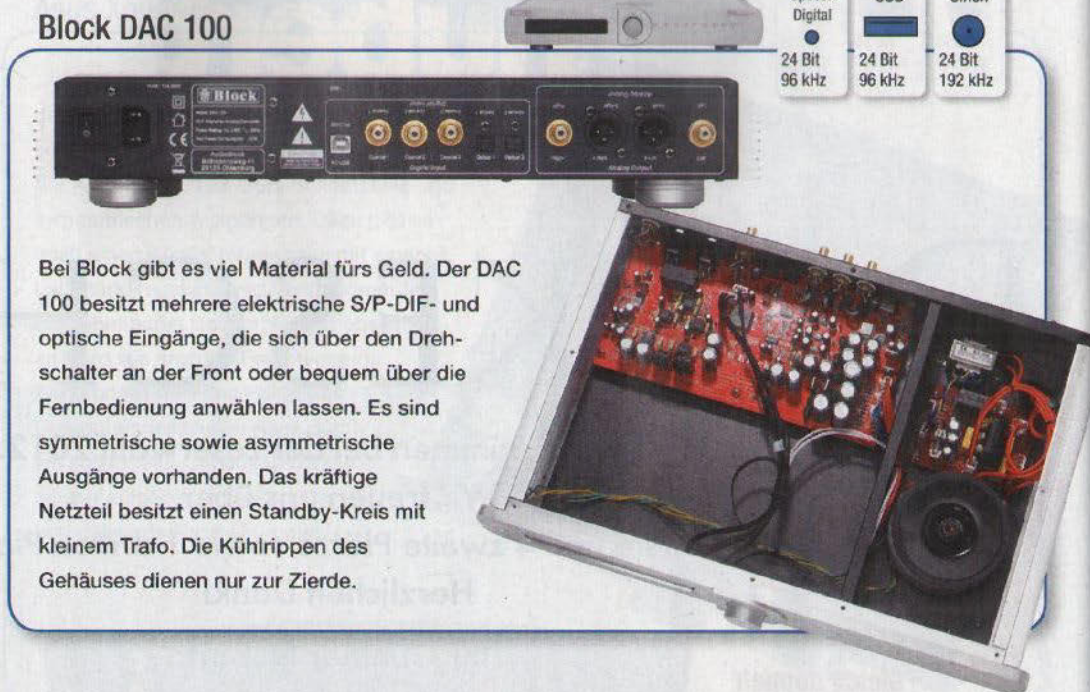 Block DAC 100
Digital
24 Bit
96 kHz
24 Bit
96 kHz
24 Bit
192 kHz
Block
Digital Input
Analog Output
Bei Block gibt es viel Material fürs Geld. Der DAC
100 besitzt mehrere elektrische S/P-DIF- und
optische Eingänge, die sich über den Dreh-
schalter an der Front oder bequem über die
Fernbedienung anwählen lassen. Es sind
symmetrische sowie asymmetrische
Ausgänge vorhanden. Das kräftige
Netzteil besitzt einen Standby-Kreis mit
kleinem Trafo. Die Kühlrippen des
Gehäuses dienen nur zur Zierde.